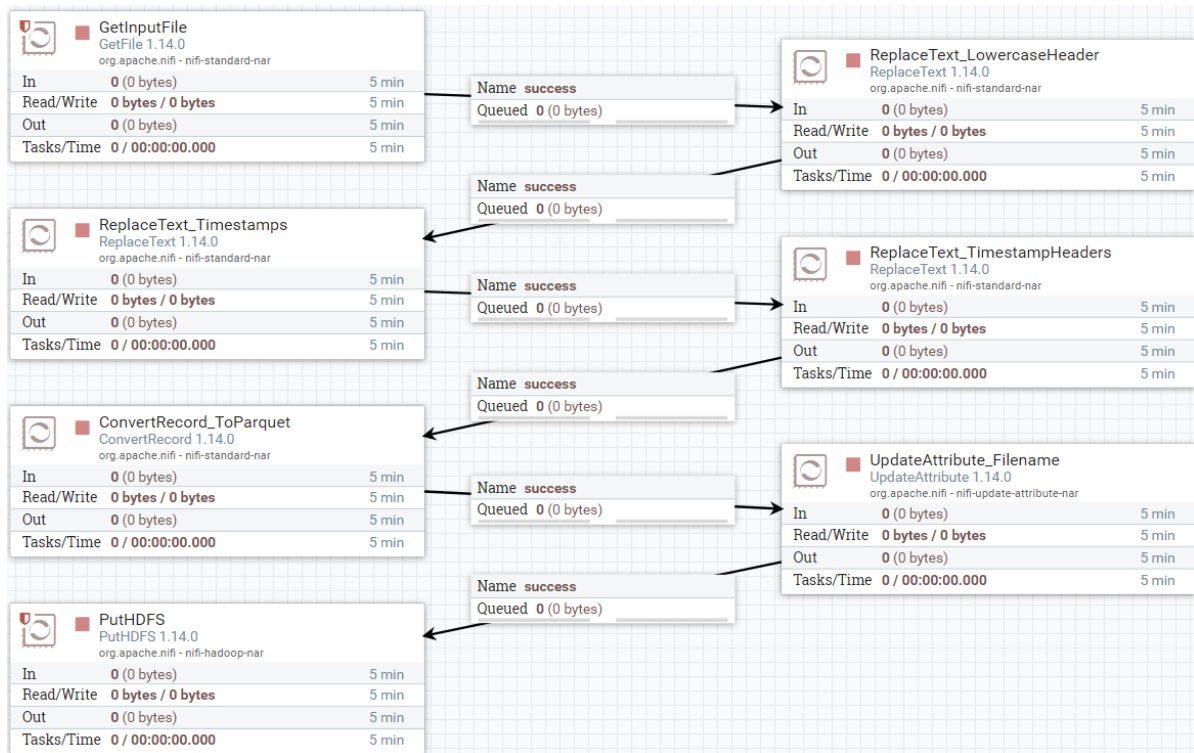 GetInputFile
GetFile 1.14.0
org.apache.nifi - nifi-standard-nar
In 0 (0 bytes) 5 min
Read/Write 0 bytes / 0 bytes 5 min
Out 0 (0 bytes) 5 min
Tasks/Time 0 / 00:00:00.000 5 min
Name success
Queued 0 (0 bytes)
ReplaceText_LowercaseHeader
ReplaceText 1.14.0
org.apache.nifi - nifi-standard-nar
In 0 (0 bytes) 5 min
Read/Write 0 bytes / 0 bytes 5 min
Out 0 (0 bytes) 5 min
Tasks/Time 0 / 00:00:00.000 5 min
Name success
Queued 0 (0 bytes)
ReplaceText_Timestamps
ReplaceText 1.14.0
org.apache.nifi - nifi-standard-nar
In 0 (0 bytes) 5 min
Read/Write 0 bytes / 0 bytes 5 min
Out 0 (0 bytes) 5 min
Tasks/Time 0 / 00:00:00.000 5 min
Name success
Queued 0 (0 bytes)
ReplaceText_TimestampHeaders
ReplaceText 1.14.0
org.apache.nifi - nifi-standard-nar
In 0 (0 bytes) 5 min
Read/Write 0 bytes / 0 bytes 5 min
Out 0 (0 bytes) 5 min
Tasks/Time 0 / 00:00:00.000 5 min
Name success
Queued 0 (0 bytes)
ConvertRecord_ToParquet
ConvertRecord 1.14.0
org.apache.nifi - nifi-standard-nar
In 0 (0 bytes) 5 min
Read/Write 0 bytes / 0 bytes 5 min
Out 0 (0 bytes) 5 min
Tasks/Time 0 / 00:00:00.000 5 min
Name success
Queued 0 (0 bytes)
UpdateAttribute_Filename
UpdateAttribute 1.14.0
org.apache.nifi - nifi-update-attribute-nar
In 0 (0 bytes) 5 min
Read/Write 0 bytes / 0 bytes 5 min
Out 0 (0 bytes) 5 min
Tasks/Time 0 / 00:00:00.000 5 min
Name success
Queued 0 (0 bytes)
PutHDFS
PutHDFS 1.14.0
org.apache.nifi - nifi-hadoop-nar
In 0 (0 bytes) 5 min
Read/Write 0 bytes / 0 bytes 5 min
Out 0 (0 bytes) 5 min
Tasks/Time 0 / 00:00:00.000 5 min